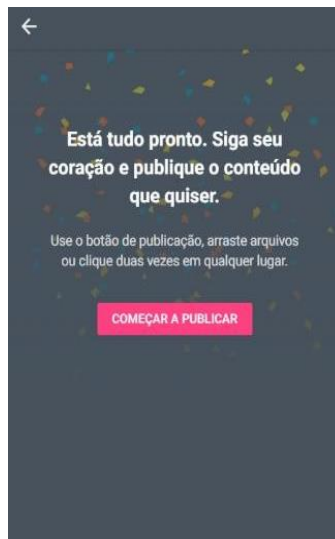 Está tudo pronto. Siga seu
coração e publique o conteúdo
que quiser.
Use o botão de publicação, arraste arquivos
ou clique duas vezes em qualquer lugar.
COMEÇAR A PUBLICAR